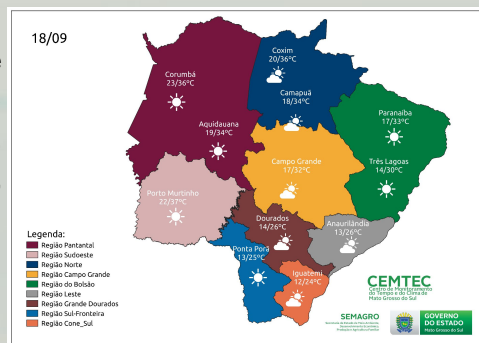 18/09
Coxim
20/36°C
Corumbá
23/36°C
Camapuã
18/34°C
Paranaíba
17/33°C
Aquidauana
19/34°C
Campo Grande
17/32°C
Três Lagoas
14/30°C
Porto Murtinho
22/37°C
Dourados
14/26°C
Anaurilândia
13/26°C
Ponta Porã
13/25°C
Iguatemi
12/24°C
Legenda:
Região Pantantal
Região Sudoeste
Região Norte
Região Campo Grande
Região do Bolsão
Região Leste
Região Grande Dourados
Região Sul-Fronteira
Região Cone_Sul
CEMTEC
Centro de Monitoramento
do Tempo e do Clima de
Mato Grosso do Sul
SEMAGRO
GOVERNO
DO ESTADO
Mato Grosso do Sul